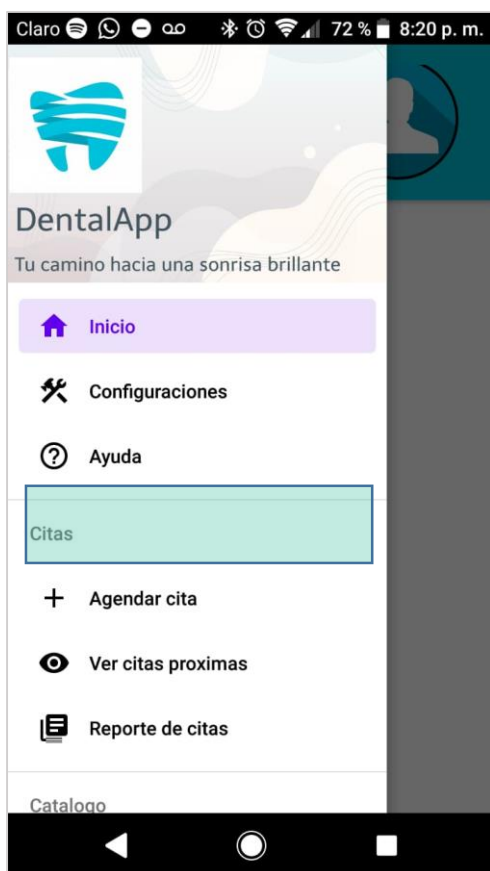 Claro 72 % 8:20 p. m.
DentalApp
Tu camino hacia una sonrisa brillante
Inicio
Configuraciones
Ayuda
Citas
Agendar cita
Ver citas proximas
Reporte de citas
Catalogo